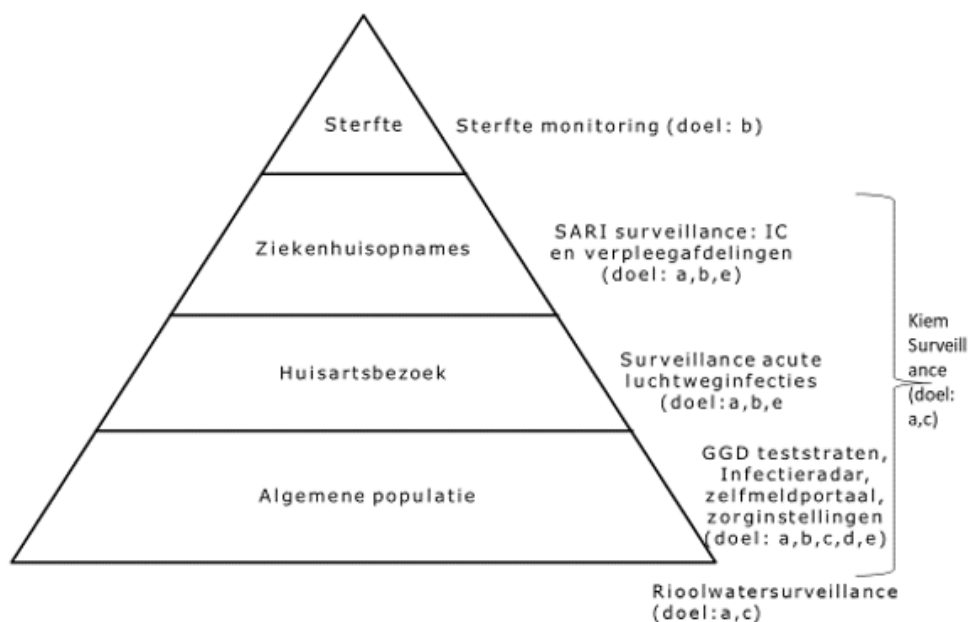 Sterfte
Sterfte monitoring (doel: b)
Ziekenhuisopnames
SARI surveillance: IC
en verpleegafdelingen
(doel: a,b,e)
Huisartsbezoek
Surveillance acute
luchtweginfecties
(doel:a,b,e
Algemene populatie
GGD teststraten,
Infectieradar,
zelfmeldportaal,
zorginstellingen
(doel: a,b,c,d,e)
Kiem
Surveill
ance
(doel:
a,c)
Rioolwatersurveillance
(doel:a,c)